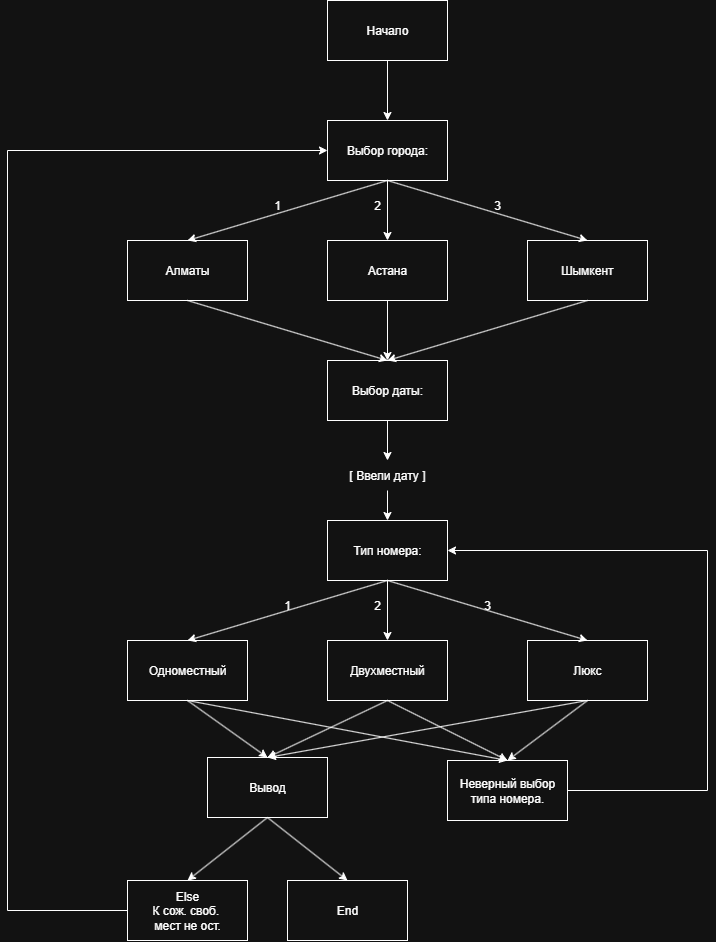 Начало
Выбор города:
1
2
3
Алматы
Астана
Шымкент
Выбор даты:
[ Ввели дату ]
Тип номера:
1
2
3
Одноместный
Двухместный
Люкс
Вывод
Неверный выбор
типа номера.
Else
К сож. своб.
мест не ост.
End